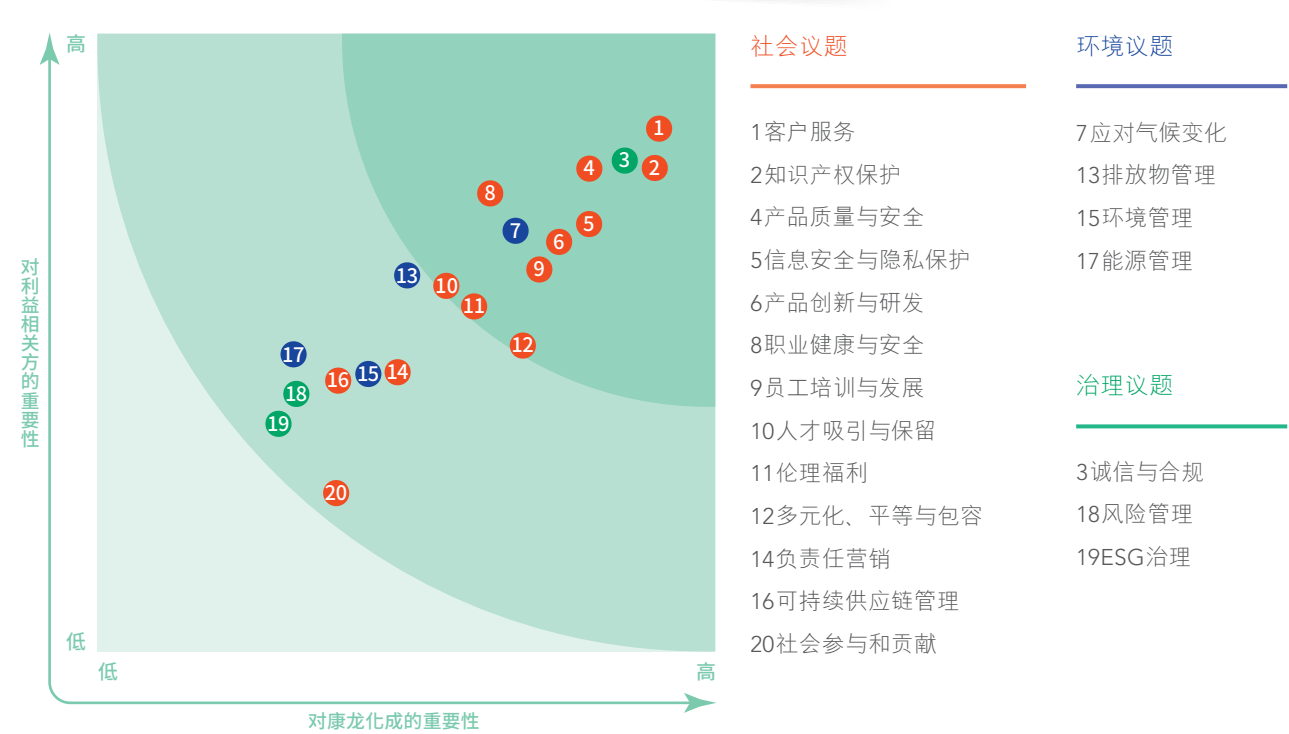 高
对利益相关方的重要性
低
低
高
对康龙化成的重要性
1
3
2
4
8
5
7
6
9
13
10
11
12
17
16
15
14
18
19
20
社会议题
1客户服务
2知识产权保护
4产品质量与安全
5信息安全与隐私保护
6产品创新与研发
8职业健康与安全
9员工培训与发展
10人才吸引与保留
11伦理福利
12多元化、平等与包容
14负责任营销
16可持续供应链管理
20社会参与和贡献
环境议题
7应对气候变化
13排放物管理
15环境管理
17能源管理
治理议题
3诚信与合规
18风险管理
19ESG治理